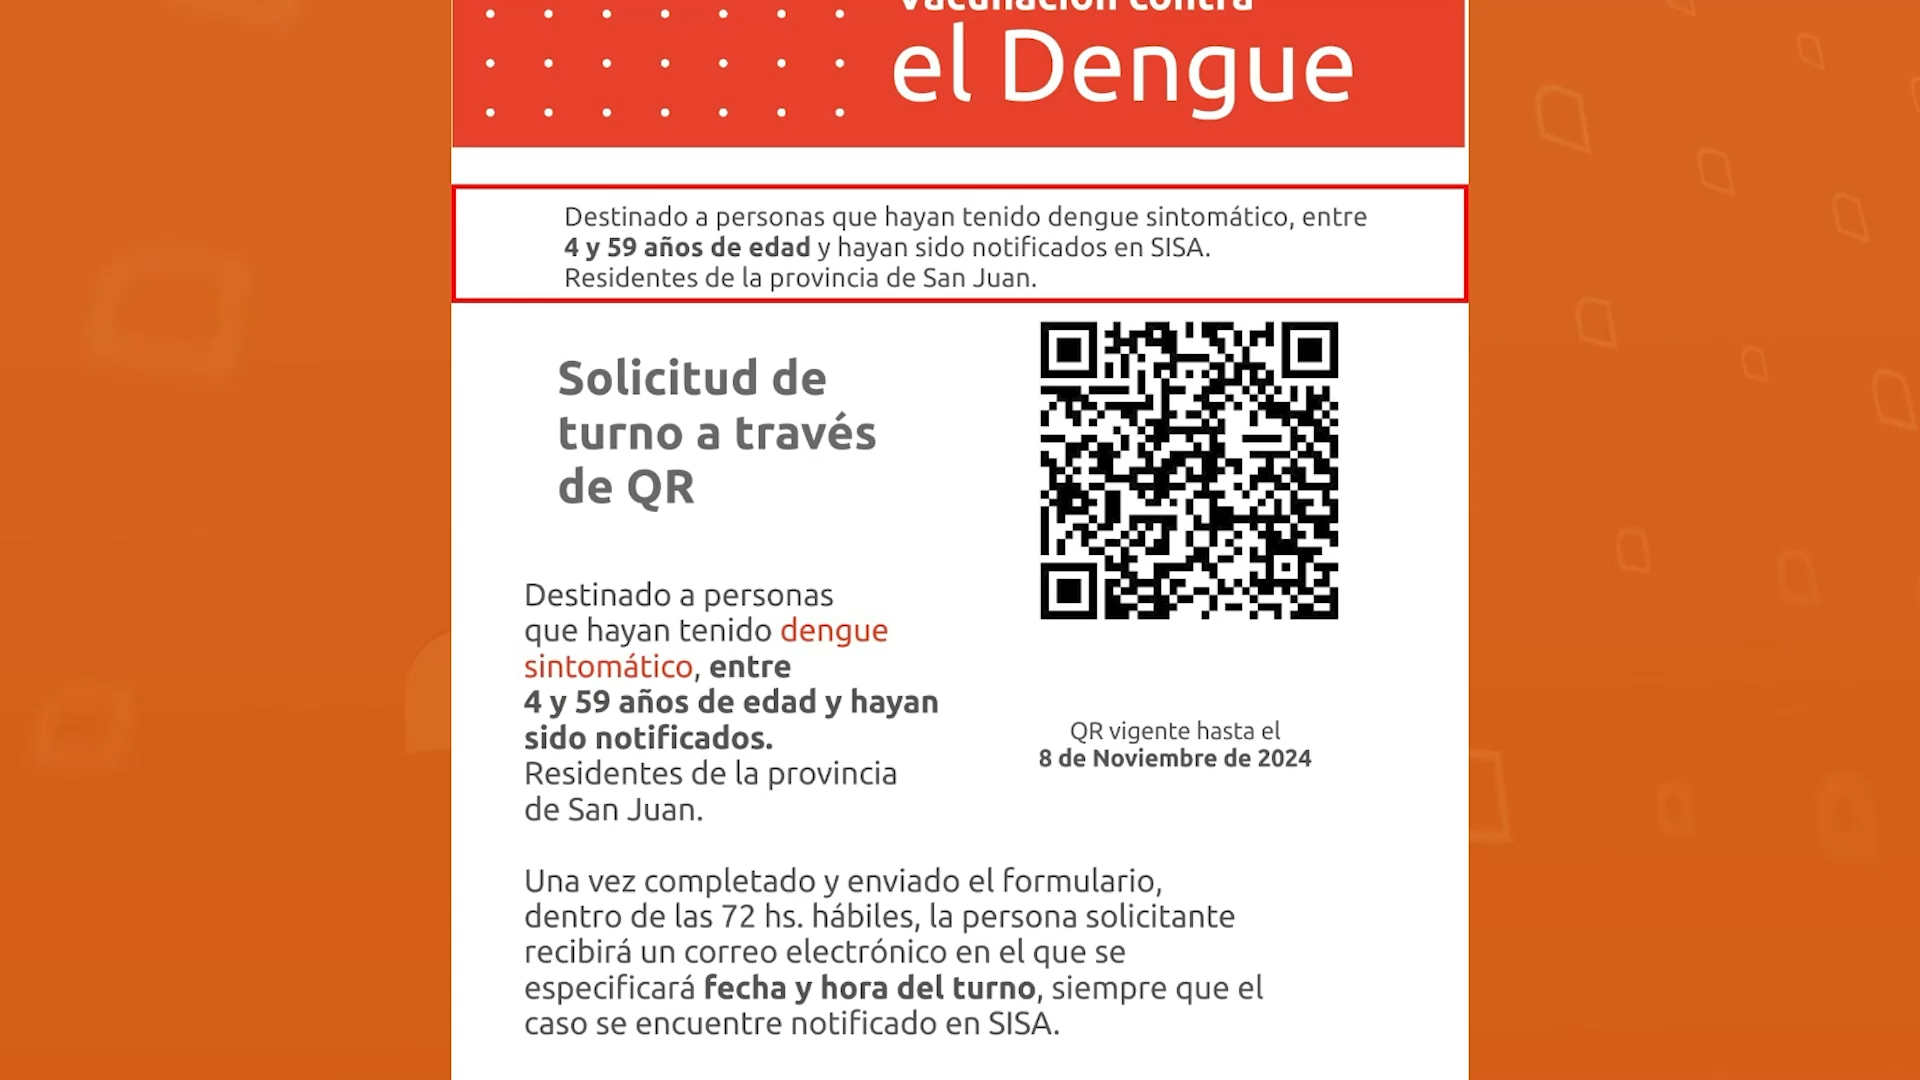 Vacunación contra
el Dengue
Destinado a personas que hayan tenido dengue sintomático, entre
4 y 59 años de edad y hayan sido notificados en SISA.
Residentes de la provincia de San Juan.
Solicitud de
turno a través
de QR
Destinado a personas
que hayan tenido dengue
sintomático, entre
4 y 59 años de edad y hayan
sido notificados.
Residentes de la provincia
de San Juan.
QR vigente hasta el
8 de Noviembre de 2024
Una vez completado y enviado el formulario,
dentro de las 72 hs. hábiles, la persona solicitante
recibirá un correo electrónico en el que se
especificará fecha y hora del turno, siempre que el
caso se encuentre notificado en SISA.